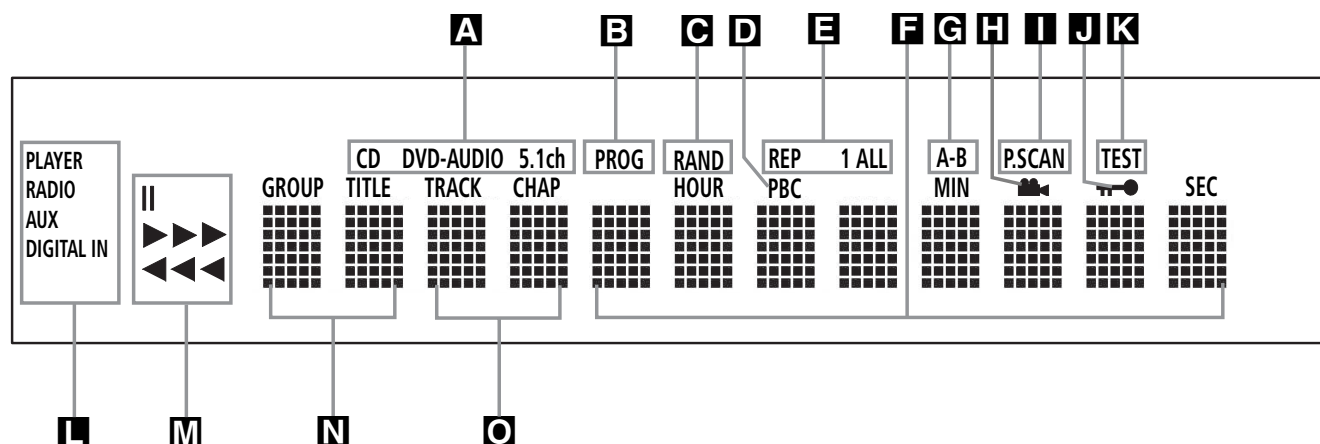 A B C D E F G H I J K
PLAYER
RADIO
AUX
DIGITAL IN
CD DVD-AUDIO 5.1ch PROG RAND REP 1 ALL A-B P.SCAN TEST
GROUP TITLE TRACK CHAP HOUR PBC MIN SEC
L M N O